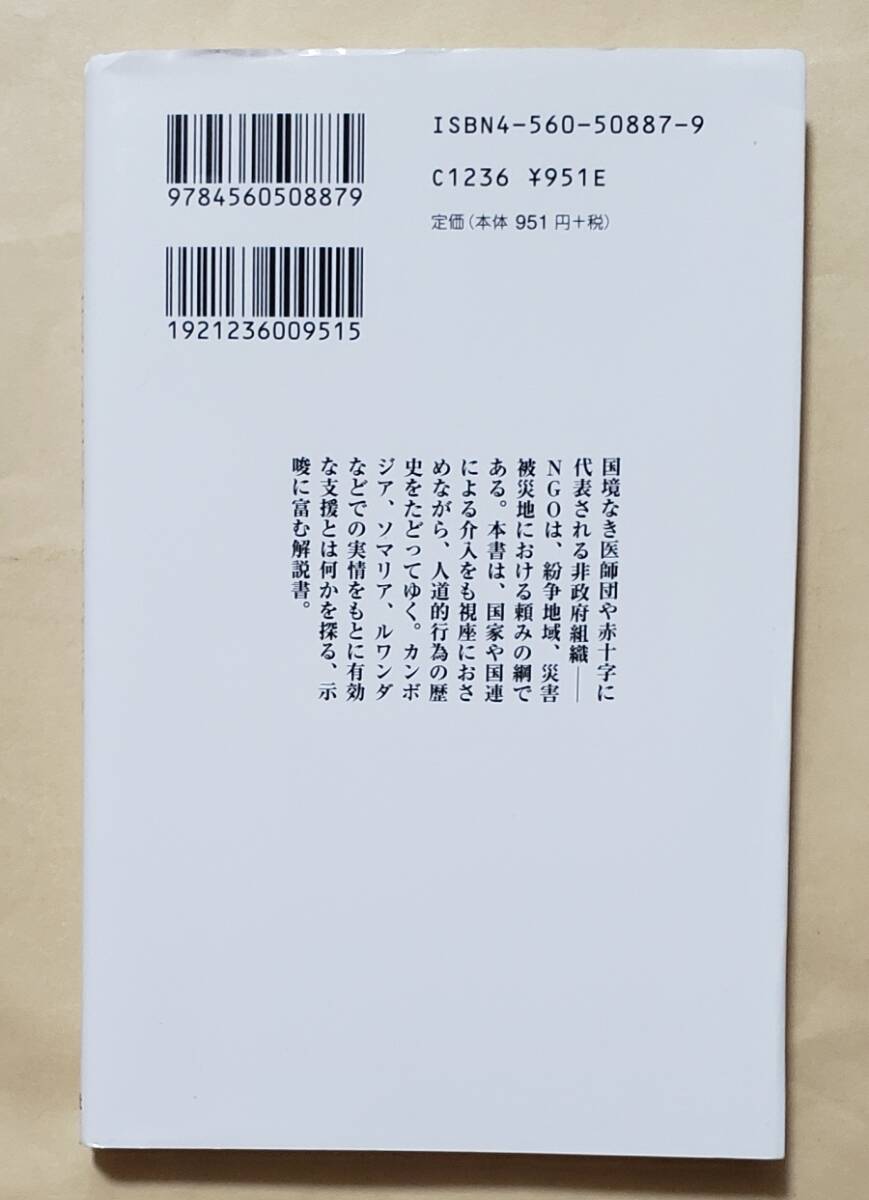 9784560508879
ISBN4-560-50887-9
C1236 ¥951E
定価(本体 951 円+税)
1921236009515
国境なき医師団や赤十字に
代表される非政府組織――
NGOは、紛争地域、災害
被災地における頼みの綱で
ある。本書は、国家や国連
による介入をも視座におさ
めながら、人道的行為の歴
史をたどってゆく。カンボ
ジア、ソマリア、ルワンダ
などでの実情をもとに有効
な支援とは何かを探る、示
唆に富む解説書。